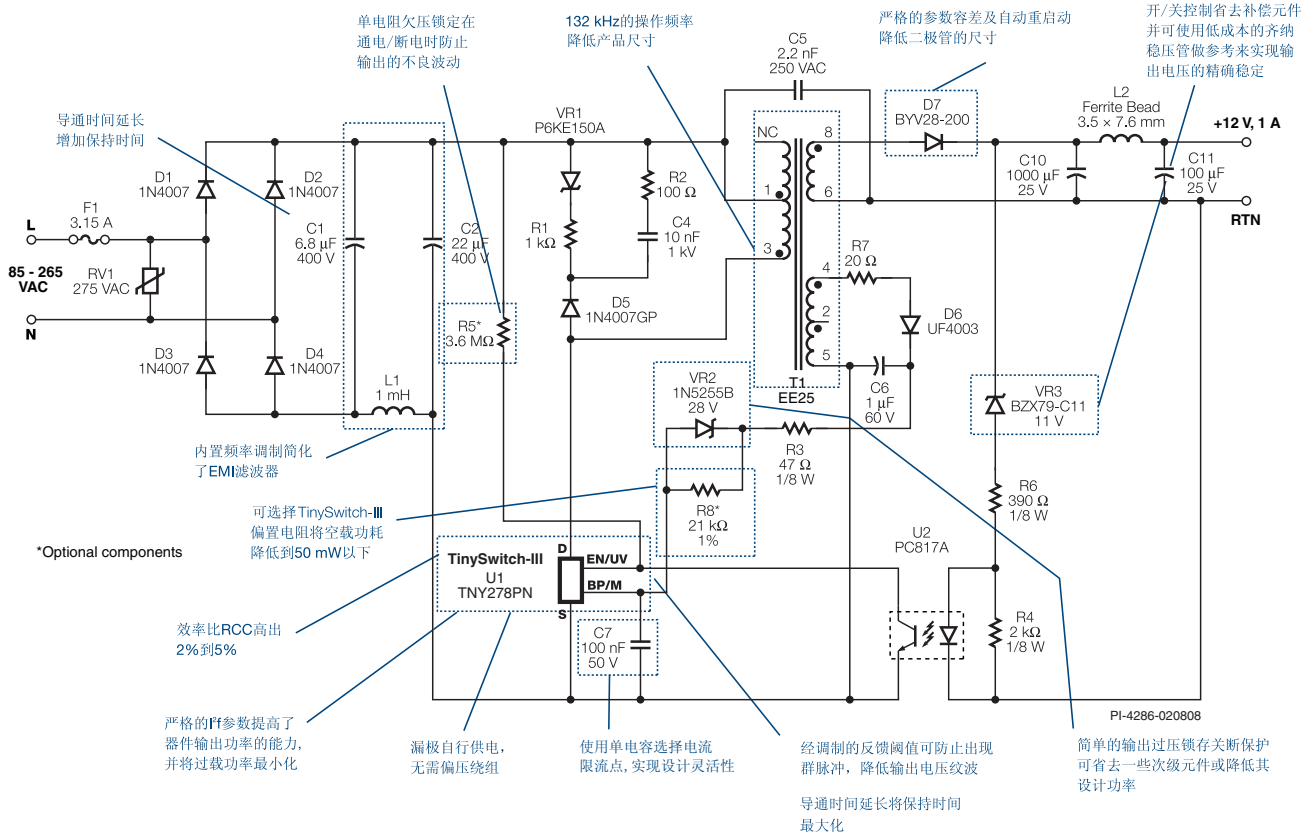 单电阻欠压锁定在
通电/断电时防止
输出的不良波动
132 kHz的操作频率
降低产品尺寸
严格的参数容差及自动重启动
降低二极管的尺寸
开/关控制省去补偿元件
并可使用低成本的齐纳
稳压管做参考来实现输
出电压的精确稳定
导通时间延长
增加保持时间
C5
2.2 nF
250 VAC
VR1
P6KE150A
NC
8
D7
BYV28-200
L2
Ferrite Bead
3.5 × 7.6 mm
+12 V, 1 A
D1
1N4007
D2
1N4007
R2
100 Ω
1
6
C10
1000 µF
25 V
C11
100 µF
25 V
RTN
F1
3.15 A
L
C1
6.8 µF
400 V
C2
22 µF
400 V
R1
1 kΩ
C4
10 nF
1 kV
3
R7
20 Ω
85 - 265
VAC
RV1
275 VAC
4
N
D5
1N4007GP
2
D6
UF4003
R5*
3.6 MΩ
D3
1N4007
D4
1N4007
5
L1
1 mH
VR2
1N5255B
28 V
T1
EE25
C6
1 µF
60 V
VR3
BZX79-C11
11 V
内置频率调制简化
了EMI滤波器
R3
47 Ω
1/8 W
R6
390 Ω
1/8 W
可选择TinySwitch-III
偏置电阻将空载功耗
降低到50 mW以下
R8*
21 kΩ
1%
U2
PC817A
*Optional components
D
TinySwitch-III
U1
TNY278PN
EN/UV
BP/M
S
效率比RCC高出
2%到5%
C7
100 nF
50 V
R4
2 kΩ
1/8 W
PI-4286-020808
严格的I²f参数提高了
器件输出功率的能力,
并将过载功率最小化
漏极自行供电，
无需偏压绕组
使用单电容选择电流
限流点,实现设计灵活性
经调制的反馈阈值可防止出现
群脉冲，降低输出电压纹波
导通时间延长将保持时间
最大化
简单的输出过压锁存关断保护
可省去一些次级元件或降低其
设计功率